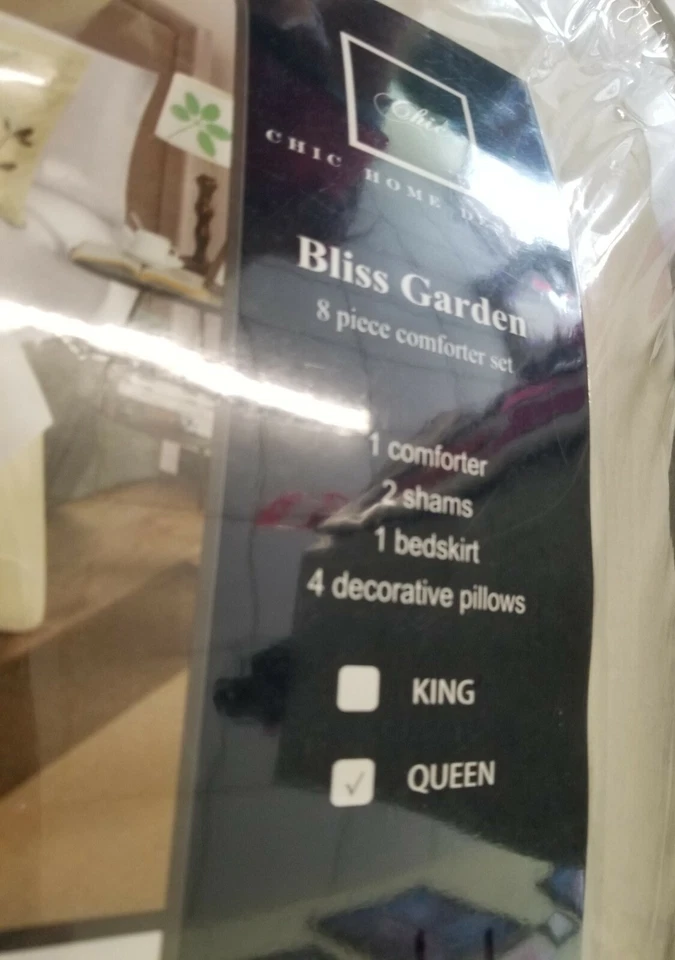 Chic
CHIC HOME
Bliss Garden
8 piece comforter set
1 comforter
2 shams
1 bedskirt
4 decorative pillows
KING
✓ QUEEN